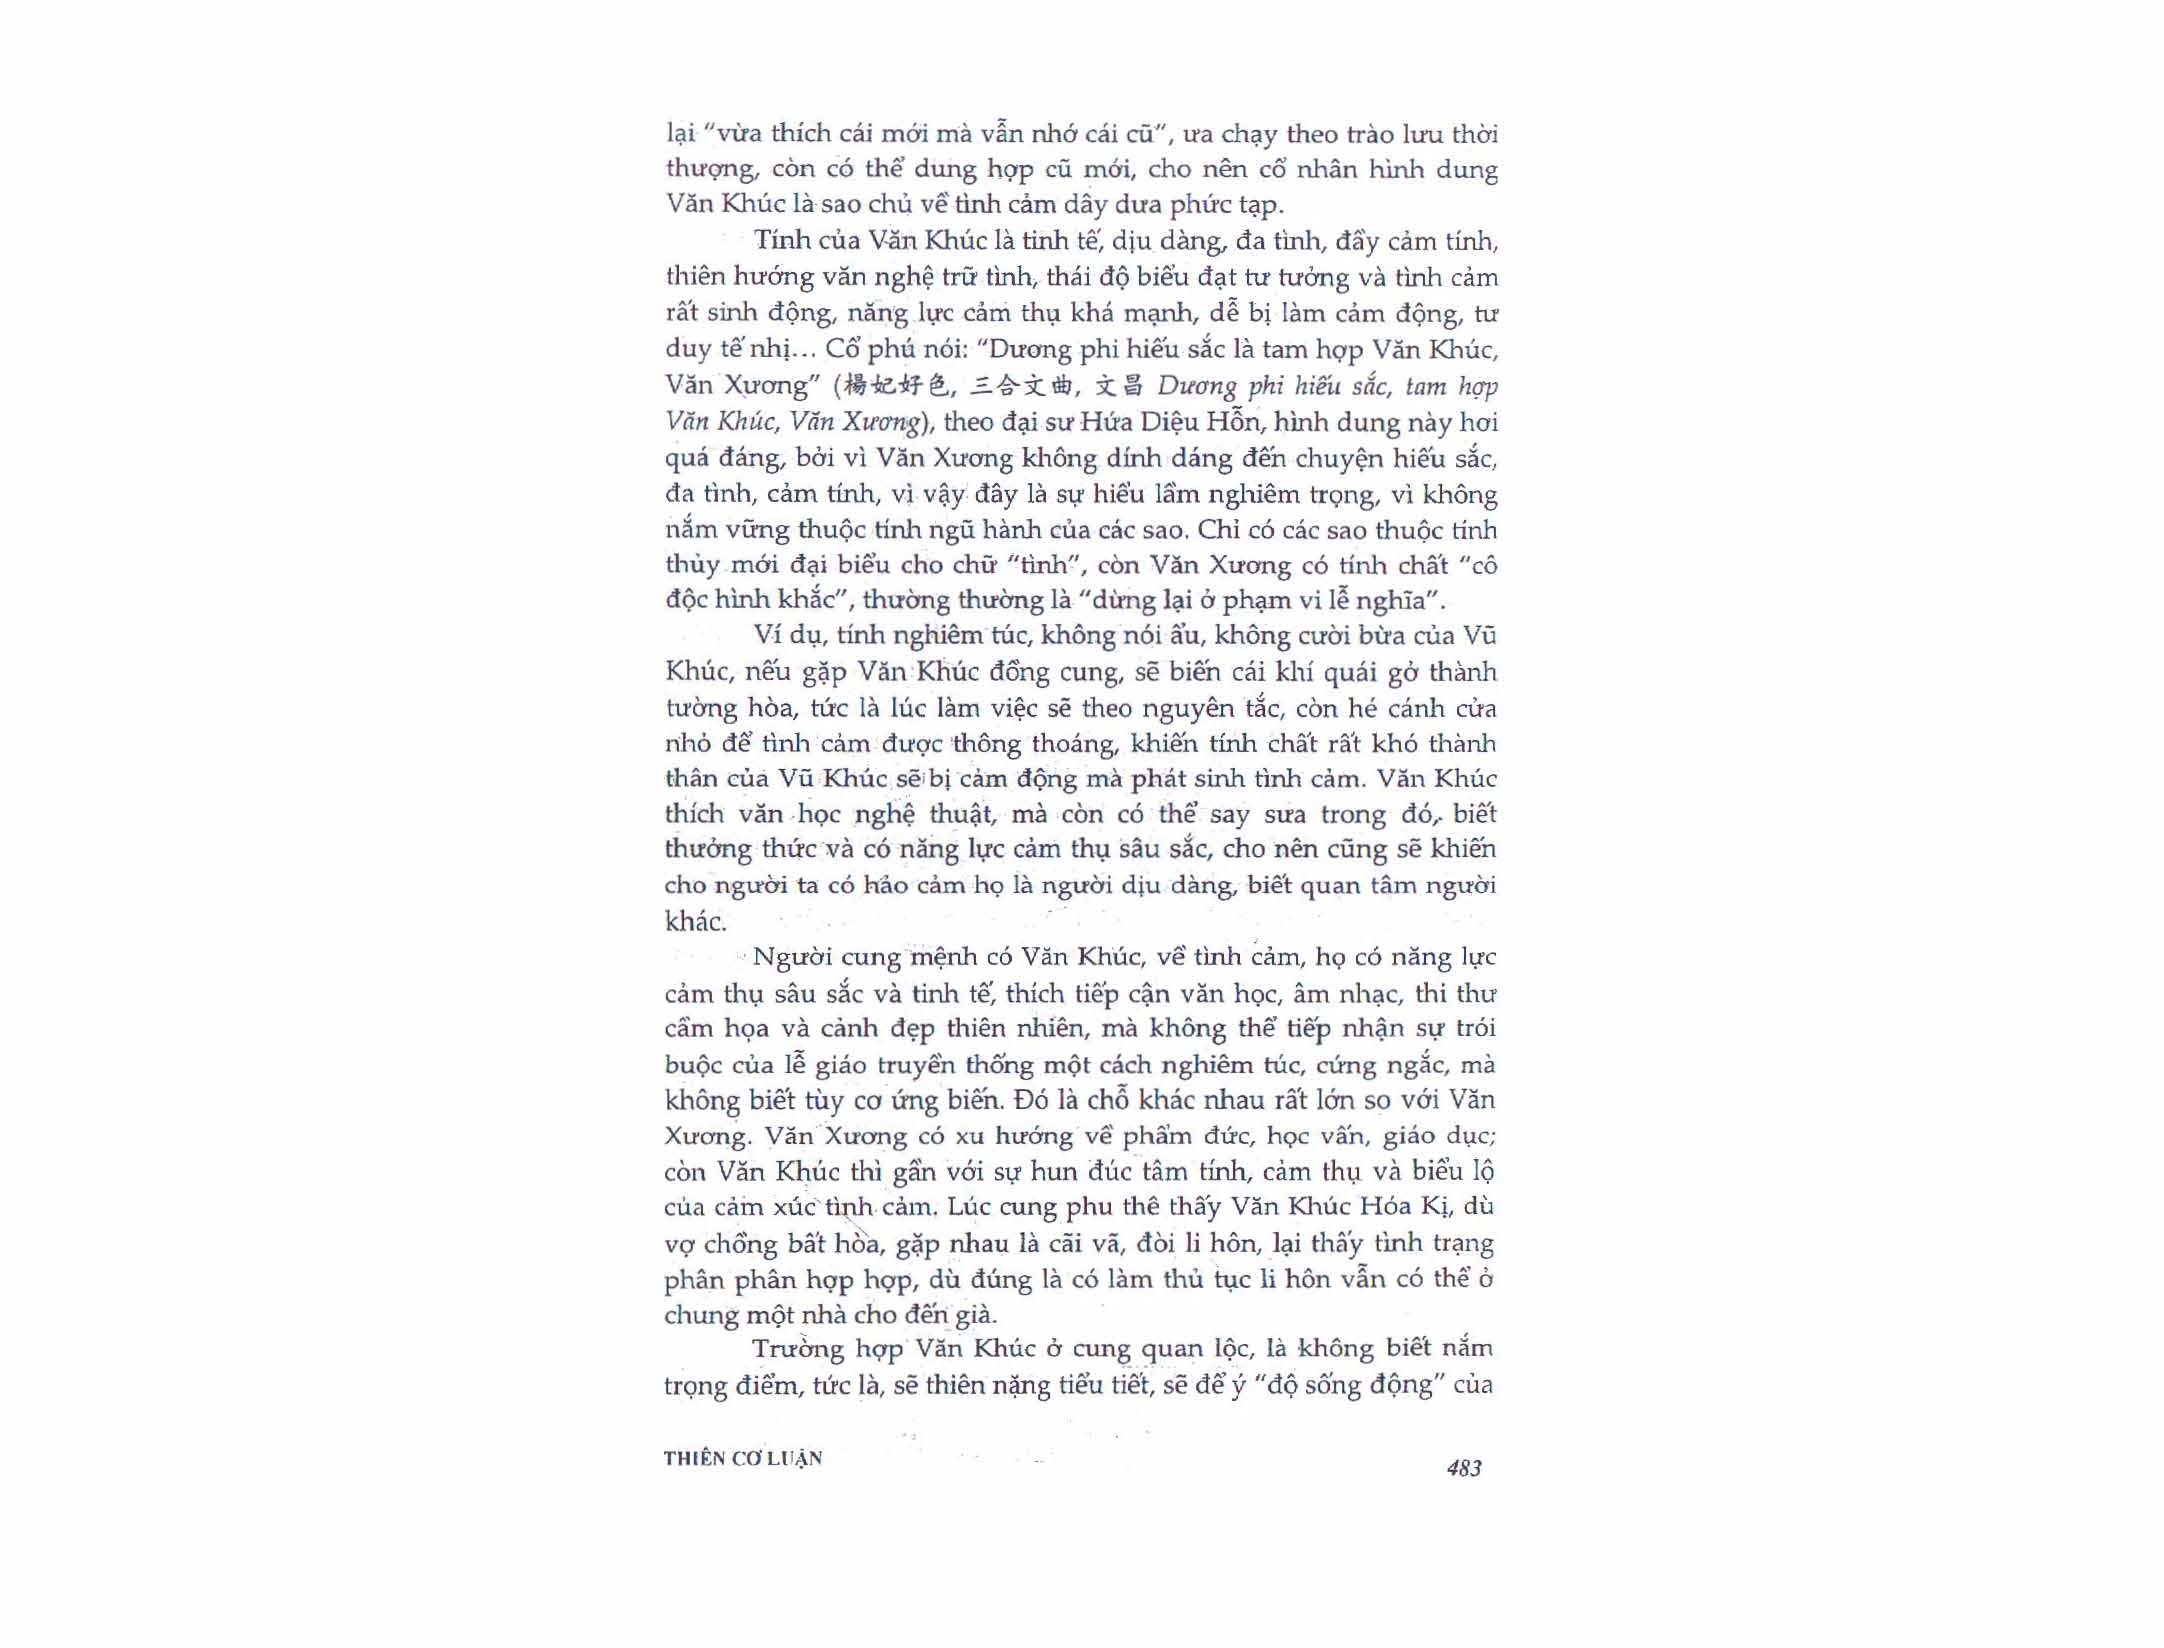 lại “vừa thích cái mới mà vẫn nhớ cái cũ”, ưa chạy theo trào lưu thời
thượng, còn có thể dung hợp cũ mới, cho nên cổ nhân hình dung
Văn Khúc là sao chủ về tình cảm dây dưa phức tạp.
Tính của Văn Khúc là tinh tế, dịu dàng, đa tình, đầy cảm tính,
thiên hướng văn nghệ trữ tình, thái độ biểu đạt tư tưởng và tình cảm
rất sinh động, năng lực cảm thụ khá mạnh, dễ bị làm cảm động, tư
duy tế nhị... Cổ phú nói: “Dương phi hiếu sắc là tam hợp Văn Khúc,
Văn Xương” (楊妃好色, 三合文曲, 文昌 Dương phi hiếu sắc, tam hợp
Văn Khúc, Văn Xương), theo đại sư Hứa Diệu Hỗn, hình dung này hơi
quá đáng, bởi vì Văn Xương không dính dáng đến chuyện hiếu sắc,
đa tình, cảm tính, vì vậy đây là sự hiểu lầm nghiêm trọng, vì không
nắm vững thuộc tính ngũ hành của các sao. Chỉ có các sao thuộc tính
thủy mới đại biểu cho chữ “tình”, còn Văn Xương có tính chất “cô
độc hình khắc”, thường thường là “dừng lại ở phạm vi lễ nghĩa”.
Ví dụ, tính nghiêm túc, không nói ẩu, không cười bừa của Vũ
Khúc, nếu gặp Văn Khúc đồng cung, sẽ biến cái khí quái gở thành
tường hòa, tức là lúc làm việc sẽ theo nguyên tắc, còn hé cánh cửa
nhỏ để tình cảm được thông thoáng, khiến tính chất rất khó thành
thân của Vũ Khúc sẽ bị cảm động mà phát sinh tình cảm. Văn Khúc
thích văn học nghệ thuật, mà còn có thể say sưa trong đó, biết
thưởng thức và có năng lực cảm thụ sâu sắc, cho nên cũng sẽ khiến
cho người ta có hảo cảm họ là người dịu dàng, biết quan tâm người
khác.
Người cung mệnh có Văn Khúc, về tình cảm, họ có năng lực
cảm thụ sâu sắc và tinh tế, thích tiếp cận văn học, âm nhạc, thi thư
cầm họa và cảnh đẹp thiên nhiên, mà không thể tiếp nhận sự trói
buộc của lễ giáo truyền thống một cách nghiêm túc, cứng ngắc, mà
không biết tùy cơ ứng biến. Đó là chỗ khác nhau rất lớn so với Văn
Xương. Văn Xương có xu hướng về phẩm đức, học vấn, giáo dục;
còn Văn Khúc thì gần với sự hun đúc tâm tính, cảm thụ và biểu lộ
của cảm xúc tình cảm. Lúc cung phu thê thấy Văn Khúc Hóa Kị, dù
vợ chồng bất hòa, gặp nhau là cãi vã, đòi li hôn, lại thấy tình trạng
phân phân hợp hợp, dù đúng là có làm thủ tục li hôn vẫn có thể ở
chung một nhà cho đến già.
Trường hợp Văn Khúc ở cung quan lộc, là không biết nắm
trọng điểm, tức là, sẽ thiên nặng tiểu tiết, sẽ để ý “độ sống động” của
THIÊN CƠ LUẬN
483